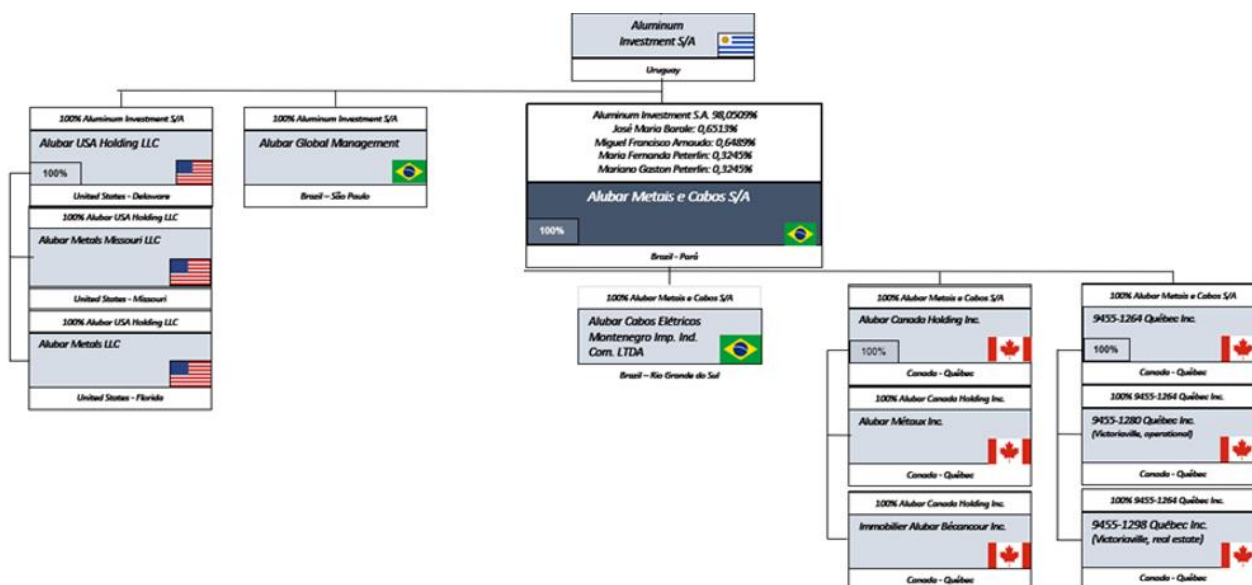 Aluminum
Investment S/A
Uruguay
100% Aluminum Investment S/A
Alubar USA Holding LLC
100%
United States - Delaware
100% Alubar USA Holding LLC
Alubar Metals Missouri LLC
United States - Missouri
100% Alubar USA Holding LLC
Alubar Metals LLC
United States - Florida
100% Aluminum Investment S/A
Alubar Global Management
Brazil – São Paulo
Aluminum Investment S.A. 98,0509%
José Maria Barale: 0,6513%
Miguel Francisco Arnaudo: 0,6489%
Maria Fernanda Peterlin: 0,3245%
Mariano Gaston Peterlin: 0,3245%
Alubar Metais e Cabos S/A
100%
Brazil - Pará
100% Alubar Metais e Cabos S/A
Alubar Cabos Elétricos
Montenegro Imp. Ind.
Com. LTDA
Brazil – Rio Grande do Sul
100% Alubar Metais e Cabos S/A
Alubar Canada Holding Inc.
100%
Canada - Québec
100% Alubar Canada Holding Inc.
Alubar Métaux Inc.
Canada - Québec
100% Alubar Canada Holding Inc.
Immobilier Alubar Bécancour Inc.
Canada - Québec
100% Alubar Metais e Cabos S/A
9455-1264 Québec Inc.
100%
Canada - Québec
100% 9455-1264 Québec Inc.
9455-1280 Québec Inc.
(Victoriaville, operational)
Canada - Québec
100% 9455-1264 Québec Inc.
9455-1298 Québec Inc.
(Victoriaville, real estate)
Canada - Québec